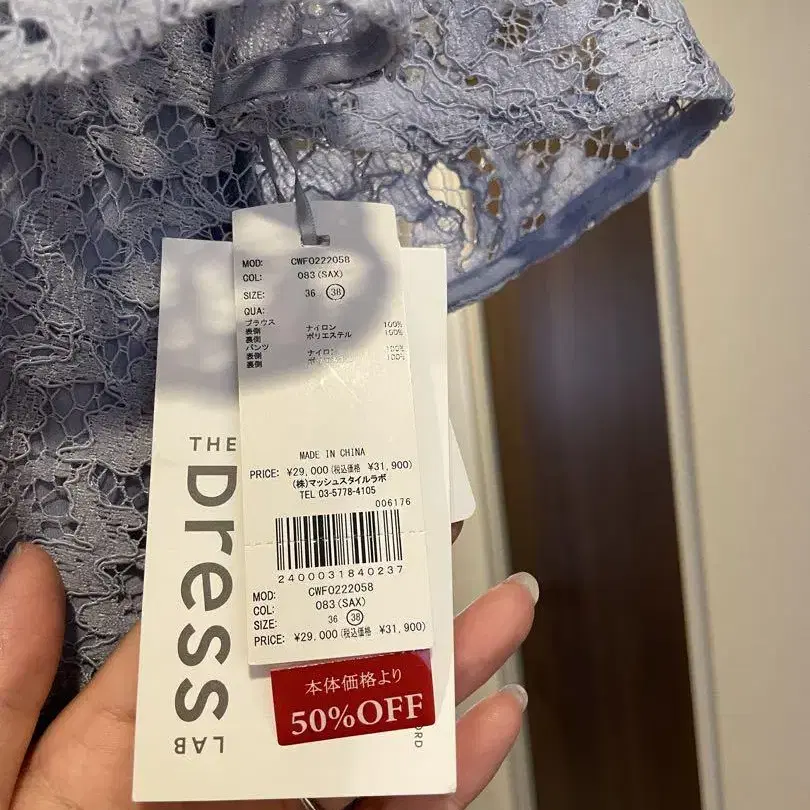 MOD: CWFO222058
COL: 083(SAX)
SIZE: 36 38
QUA:
ブラウス
表側 ナイロン 100%
裏側 ポリエステル 100%
パンツ
表側 ナイロン 100%
裏側 100%
MADE IN CHINA
PRICE: ¥29,000(税込価格 ¥31,900)
(株)マッシュスタイルラボ
TEL 03-5778-4105
006176
2400031840237
MOD: CWFO222058
COL: 083(SAX)
SIZE: 36 38
PRICE: ¥29,000(税込価格 ¥31,900)
本体価格より
50%OFF
THE
Dress
LAB